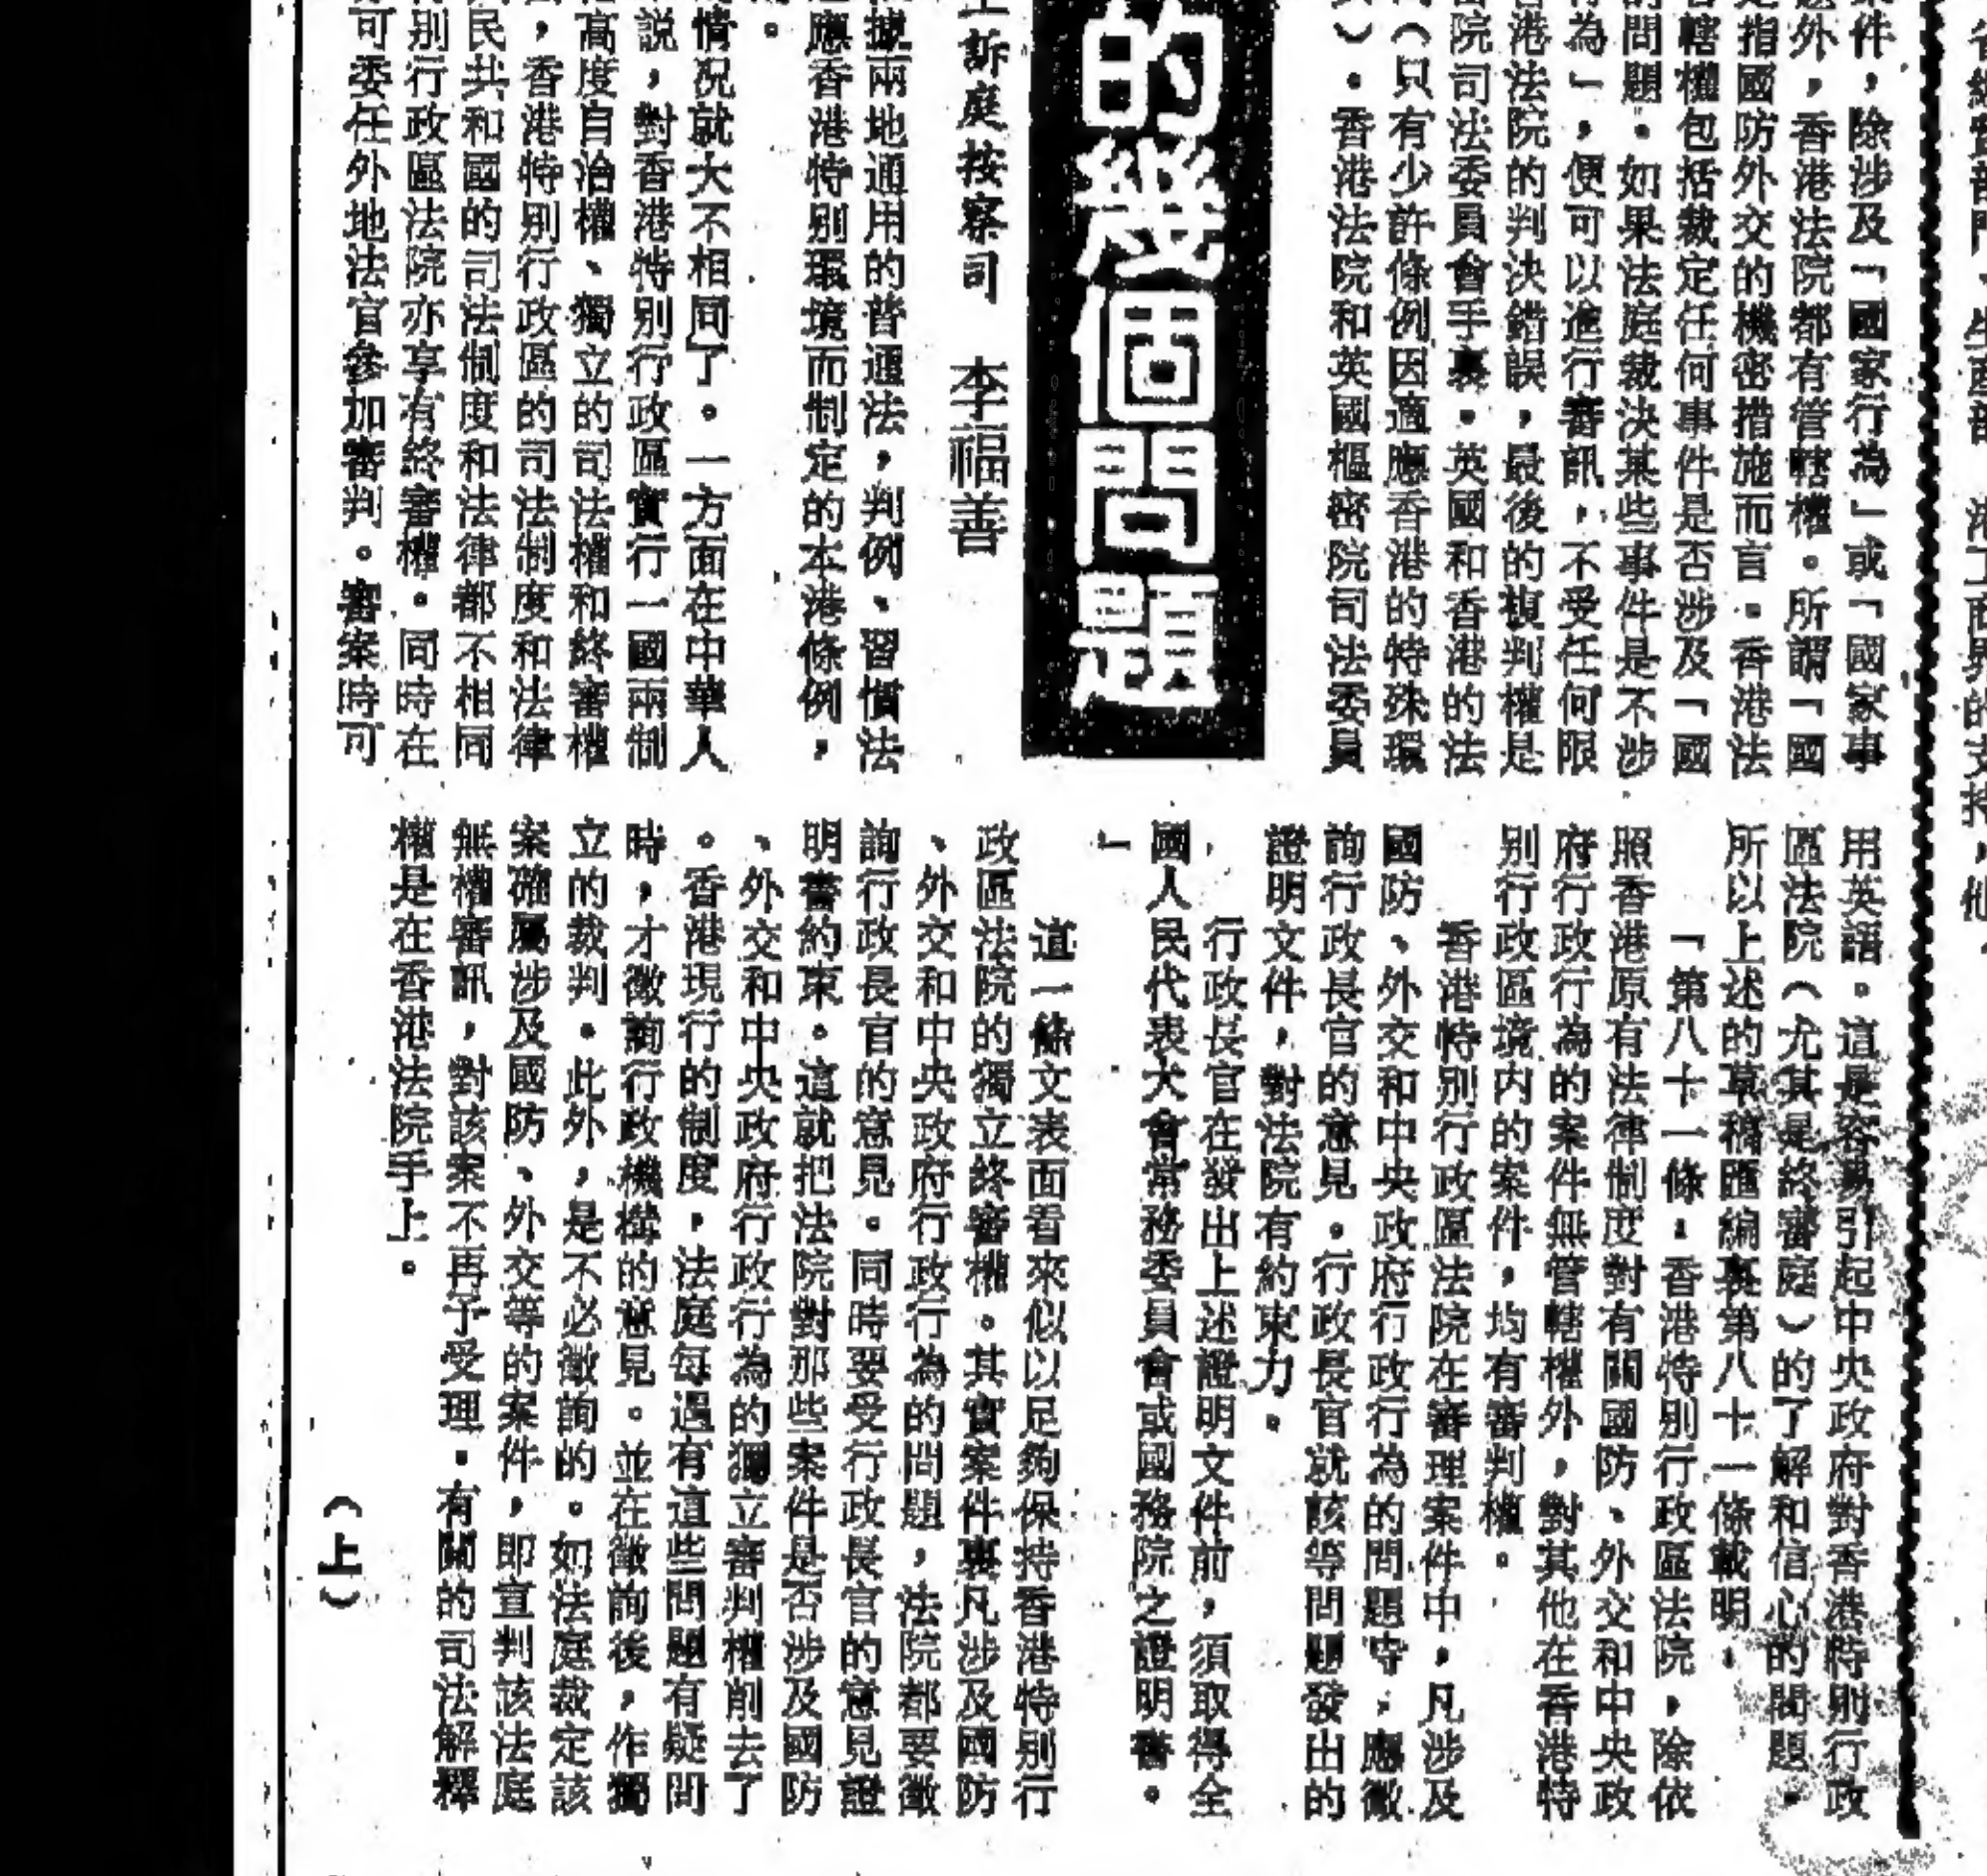 案件，除涉及「國家行為」或「國家事
題外，香港法院都有管轄權。所謂「國
是指國防外交的機密措施而言。香港法
管轄權包括裁定任何事件是否涉及「國
的問題。如果法庭裁決某些事件是不涉
行為」，便可以進行審訊，不受任何限
香港法院的判決錯誤，最後的複判權是
密院司法委員會手裏。英國和香港的法
同（只有少許條例因適應香港的特殊環
）。香港法院和英國樞密院司法委員
的幾個問題
上訴庭按察司　李福善
據兩地通用的普通法，判例、習慣法
適應香港特別環境而制定的本港條例，
。
情況就大不相同了。一方面在中華人
說，對香港特別行政區實行一國兩制
高度自治權、獨立的司法權和終審權
，香港特別行政區的司法制度和法律
民共和國的司法制度和法律都不相同
別行政區法院亦享有終審權。同時在
可委任外地法官參加審判。審案時可
用英語。這是容易引起中央政府對香港特別行政
區法院（尤其是終審庭）的了解和信心的問題。
所以上述的草稿匯編裏第八十一條載明：
「第八十一條：香港特別行政區法院，除依
照香港原有法律制度對有關國防、外交和中央政
府行政行為的案件無管轄權外，對其他在香港特
別行政區境內的案件，均有審判權。
香港特別行政區法院在審理案件中，凡涉及
國防、外交和中央政府行政行為的問題時，應徵
詢行政長官的意見。行政長官就該等問題發出的
證明文件，對法院有約束力。
行政長官在發出上述證明文件前，須取得全
國人民代表大會常務委員會或國務院之證明書。
」
這一條文表面看來似以足夠保持香港特別行
政區法院的獨立終審權。其實案件裏凡涉及國防
、外交和中央政府行政行為的問題，法院都要徵
詢行政長官的意見。同時要受行政長官的意見證
明書約束。這就把法院對那些案件是否涉及國防
、外交和中央政府行政行為的獨立審判權削去了
。香港現行的制度，法庭每遇有這些問題有疑問
時，才徵詢行政機構的意見。並在徵詢後，作獨
立的裁判。此外，是不必徵詢的。如法庭裁定該
案確屬涉及國防、外交等的案件，即宣判該法庭
無權審訊，對該案不再予受理。有關的司法解釋
權是在香港法院手上。
（上）